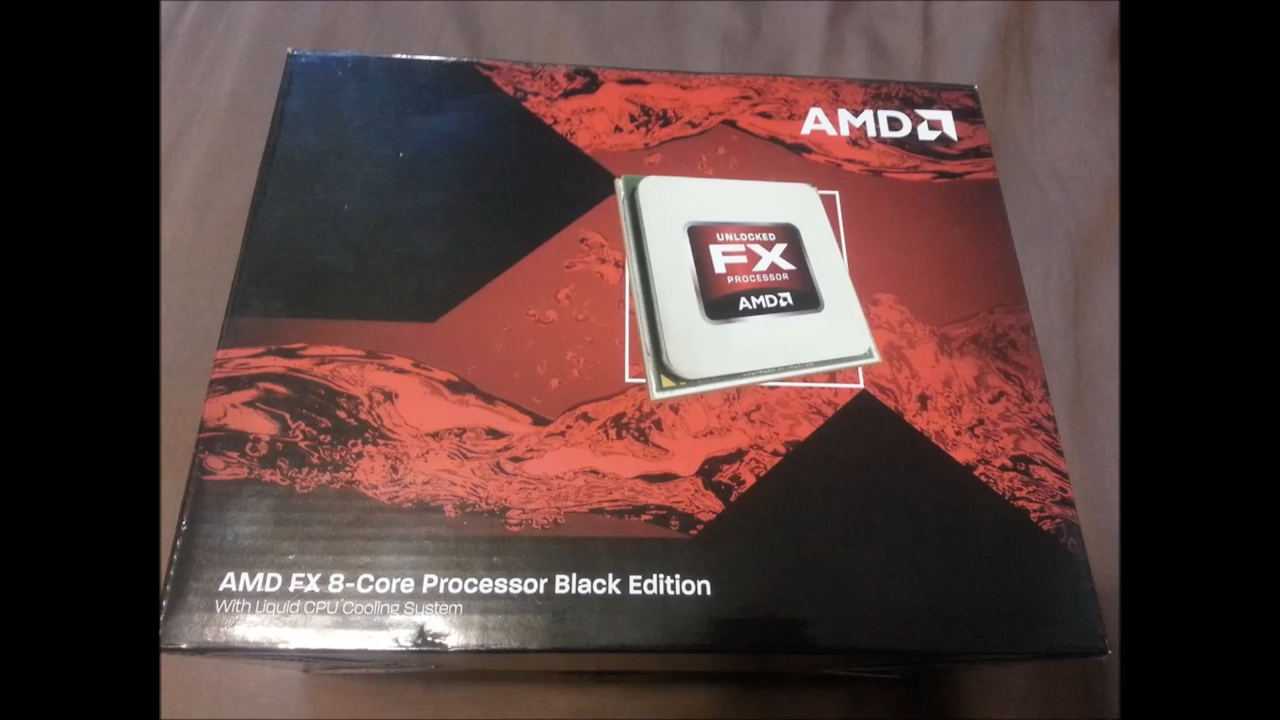 AMD
UNLOCKED
FX
PROCESSOR
AMD
AMD FX 8-Core Processor Black Edition
With Liquid CPU Cooling System